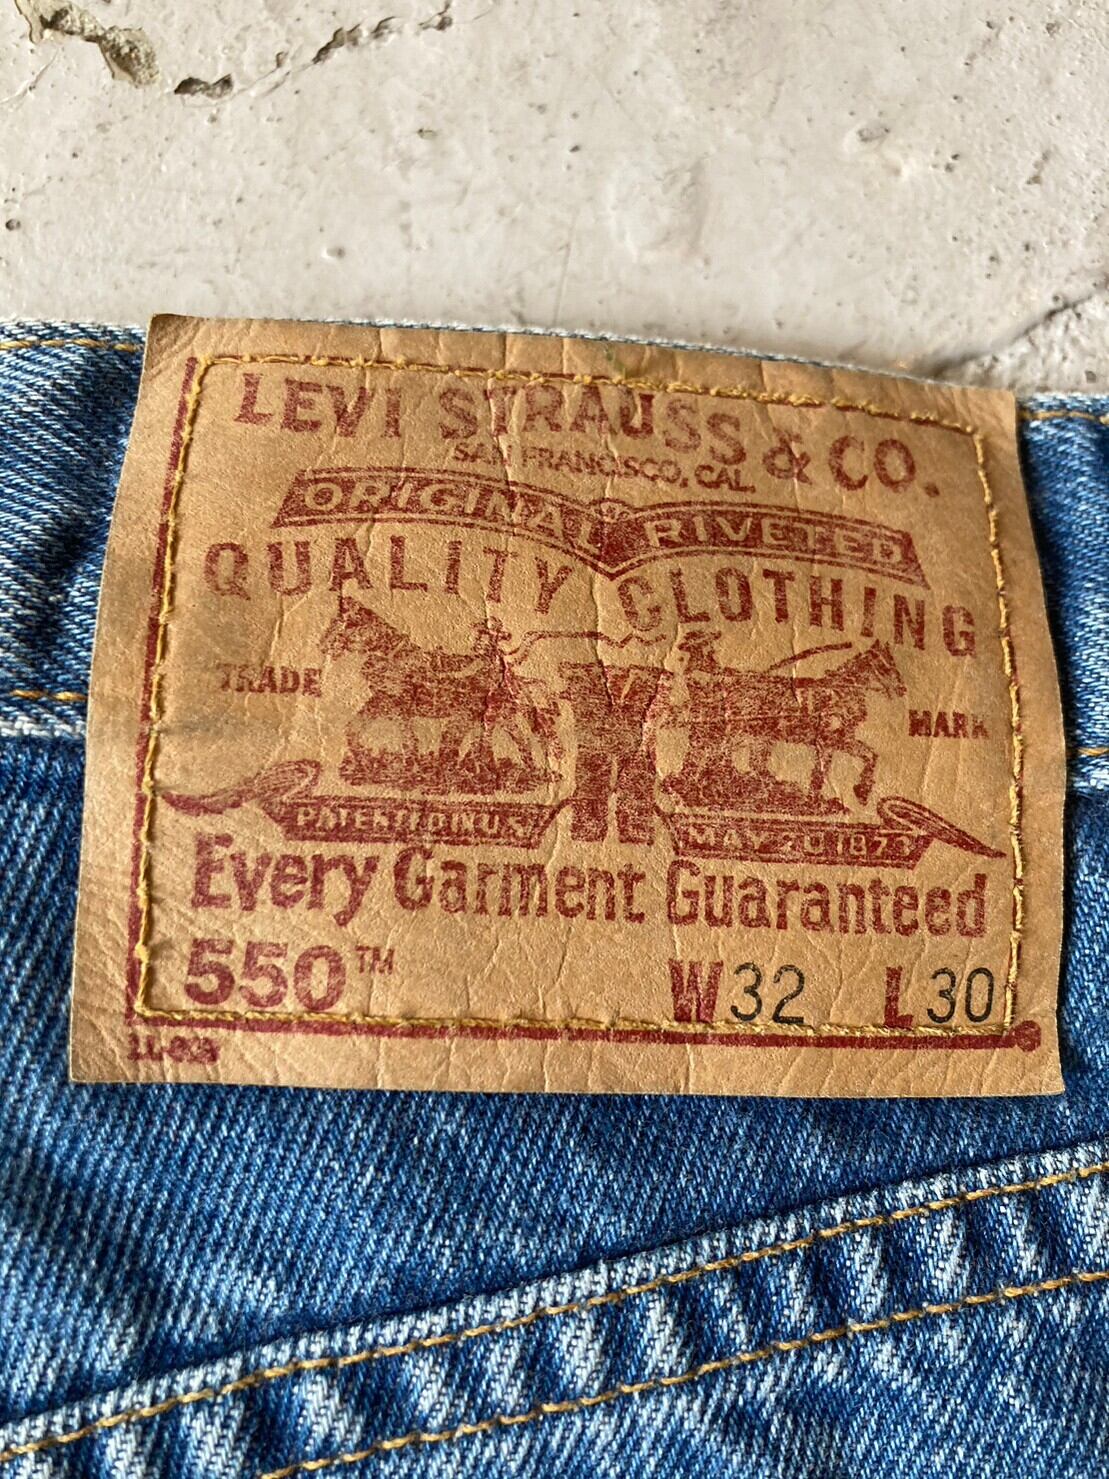 LEVI STRAUSS & CO.
SAN FRANCISCO, CAL.
ORIGINAL RIVETED
QUALITY CLOTHING
TRADE MARK
PATENTED IN U.S. MAY 20 1873
Every Garment Guaranteed
550™ W32 L30